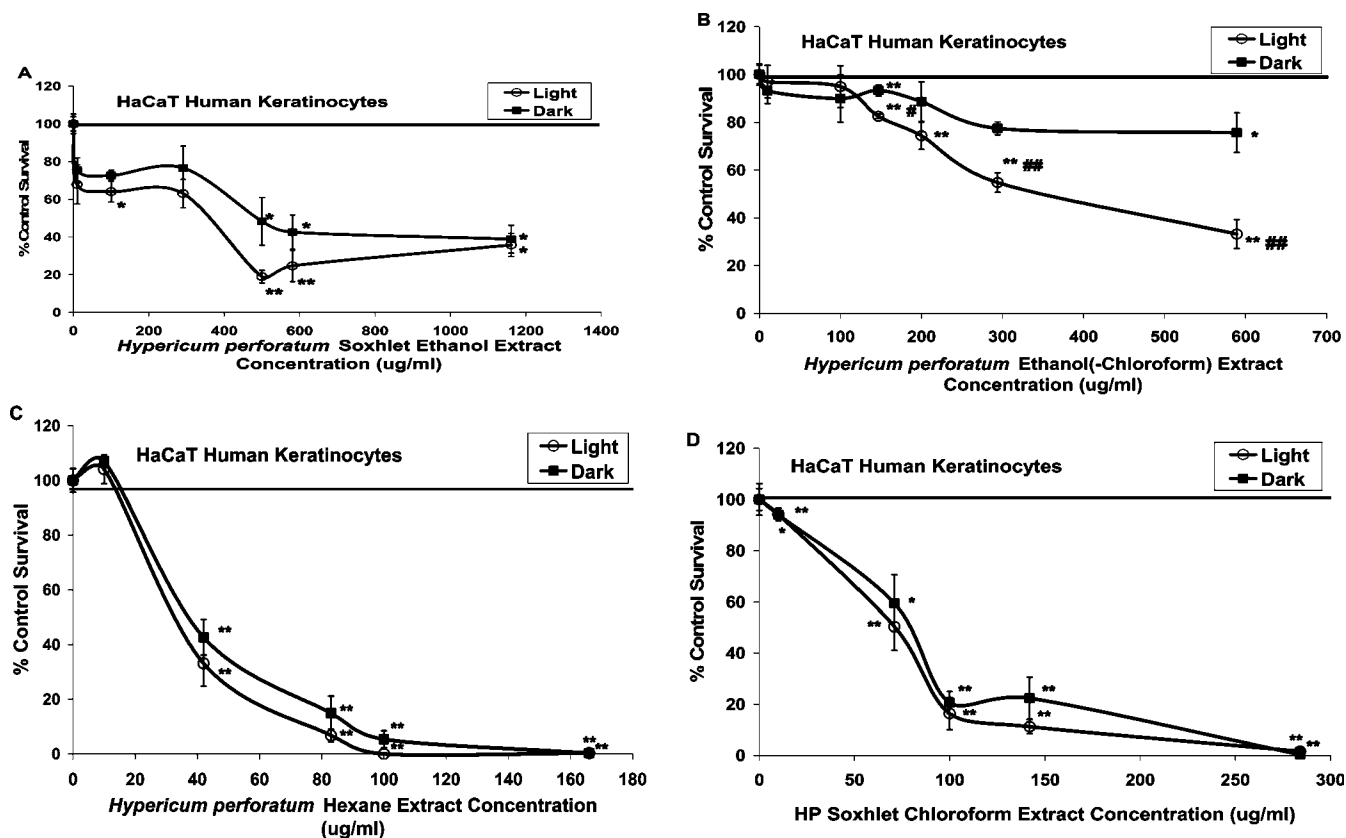 A
HaCaT Human Keratinocytes
Light
Dark
% Control Survival
120
100
80
60
40
20
0
*
*
*
*
*
**
**
0 200 400 600 800 1000 1200 1400
Hypericum perforatum Soxhlet Ethanol Extract
Concentration (ug/ml)
B
HaCaT Human Keratinocytes
Light
Dark
% Control Survival
120
100
80
60
40
20
0
**
** #
**
** ##
*
** ##
0 100 200 300 400 500 600 700
Hypericum perforatum Ethanol(-Chloroform) Extract
Concentration (ug/ml)
C
HaCaT Human Keratinocytes
Light
Dark
% Control Survival
120
100
80
60
40
20
0
**
**
**
**
**
**
**
**
0 20 40 60 80 100 120 140 160 180
Hypericum perforatum Hexane Extract Concentration
(ug/ml)
D
HaCaT Human Keratinocytes
Light
Dark
% Control Survival
120
100
80
60
40
20
0
**
*
*
**
**
**
**
**
** **
0 50 100 150 200 250 300
HP Soxhlet Chloroform Extract Concentration (ug/ml)